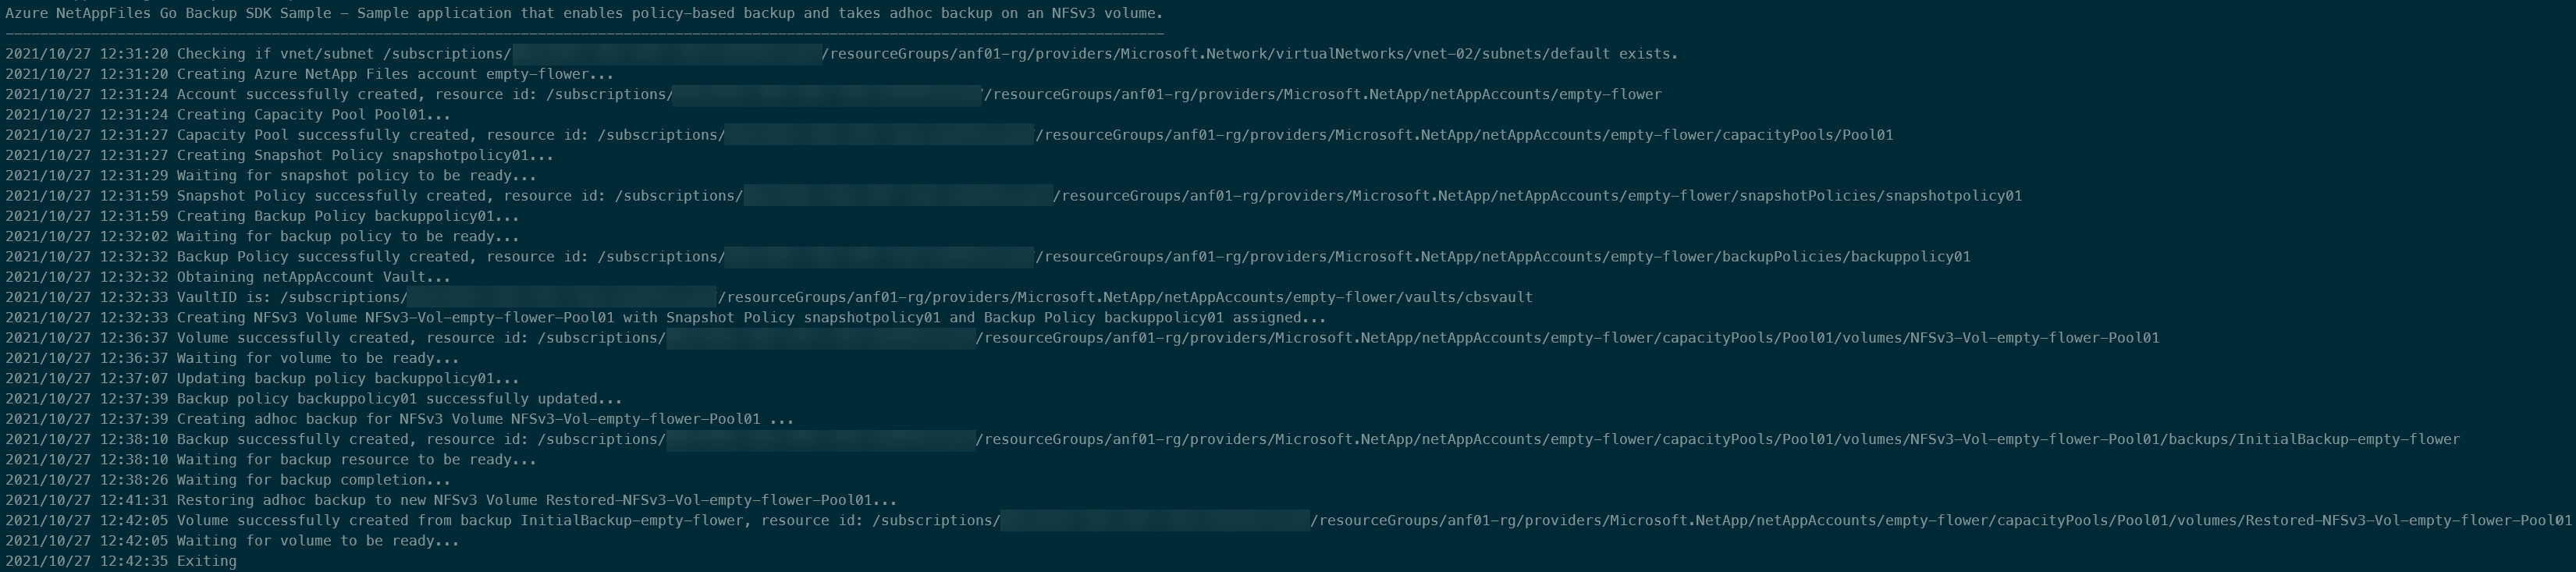 Azure NetAppFiles Go Backup SDK Sample - Sample application that enables policy-based backup and takes adhoc backup on an NFSv3 volume.
2021/10/27 12:31:20 Checking if vnet/subnet /subscriptions/ /resourceGroups/anf01-rg/providers/Microsoft.Network/virtualNetworks/vnet-02/subnets/default exists.
2021/10/27 12:31:20 Creating Azure NetApp Files account empty-flower...
2021/10/27 12:31:24 Account successfully created, resource id: /subscriptions/ /resourceGroups/anf01-rg/providers/Microsoft.NetApp/netAppAccounts/empty-flower
2021/10/27 12:31:24 Creating Capacity Pool Pool01...
2021/10/27 12:31:27 Capacity Pool successfully created, resource id: /subscriptions/ /resourceGroups/anf01-rg/providers/Microsoft.NetApp/netAppAccounts/empty-flower/capacityPools/Pool01
2021/10/27 12:31:27 Creating Snapshot Policy snapshotpolicy01...
2021/10/27 12:31:29 Waiting for snapshot policy to be ready...
2021/10/27 12:31:59 Snapshot Policy successfully created, resource id: /subscriptions/ /resourceGroups/anf01-rg/providers/Microsoft.NetApp/netAppAccounts/empty-flower/snapshotPolicies/snapshotpolicy01
2021/10/27 12:31:59 Creating Backup Policy backuppolicy01...
2021/10/27 12:32:02 Waiting for backup policy to be ready...
2021/10/27 12:32:32 Backup Policy successfully created, resource id: /subscriptions/ /resourceGroups/anf01-rg/providers/Microsoft.NetApp/netAppAccounts/empty-flower/backupPolicies/backuppolicy01
2021/10/27 12:32:32 Obtaining netAppAccount Vault...
2021/10/27 12:32:33 VaultID is: /subscriptions/ /resourceGroups/anf01-rg/providers/Microsoft.NetApp/netAppAccounts/empty-flower/vaults/cbsvault
2021/10/27 12:32:33 Creating NFSv3 Volume NFSv3-Vol-empty-flower-Pool01 with Snapshot Policy snapshotpolicy01 and Backup Policy backuppolicy01 assigned...
2021/10/27 12:36:37 Volume successfully created, resource id: /subscriptions/ /resourceGroups/anf01-rg/providers/Microsoft.NetApp/netAppAccounts/empty-flower/capacityPools/Pool01/volumes/NFSv3-Vol-empty-flower-Pool01
2021/10/27 12:36:37 Waiting for volume to be ready...
2021/10/27 12:37:07 Updating backup policy backuppolicy01...
2021/10/27 12:37:39 Backup policy backuppolicy01 successfully updated...
2021/10/27 12:37:39 Creating adhoc backup for NFSv3 Volume NFSv3-Vol-empty-flower-Pool01 ...
2021/10/27 12:38:10 Backup successfully created, resource id: /subscriptions/ /resourceGroups/anf01-rg/providers/Microsoft.NetApp/netAppAccounts/empty-flower/capacityPools/Pool01/volumes/NFSv3-Vol-empty-flower-Pool01/backups/InitialBackup-empty-flower
2021/10/27 12:38:10 Waiting for backup resource to be ready...
2021/10/27 12:38:26 Waiting for backup completion...
2021/10/27 12:41:31 Restoring adhoc backup to new NFSv3 Volume Restored-NFSv3-Vol-empty-flower-Pool01...
2021/10/27 12:42:05 Volume successfully created from backup InitialBackup-empty-flower, resource id: /subscriptions/ /resourceGroups/anf01-rg/providers/Microsoft.NetApp/netAppAccounts/empty-flower/capacityPools/Pool01/volumes/Restored-NFSv3-Vol-empty-flower-Pool01
2021/10/27 12:42:05 Waiting for volume to be ready...
2021/10/27 12:42:35 Exiting